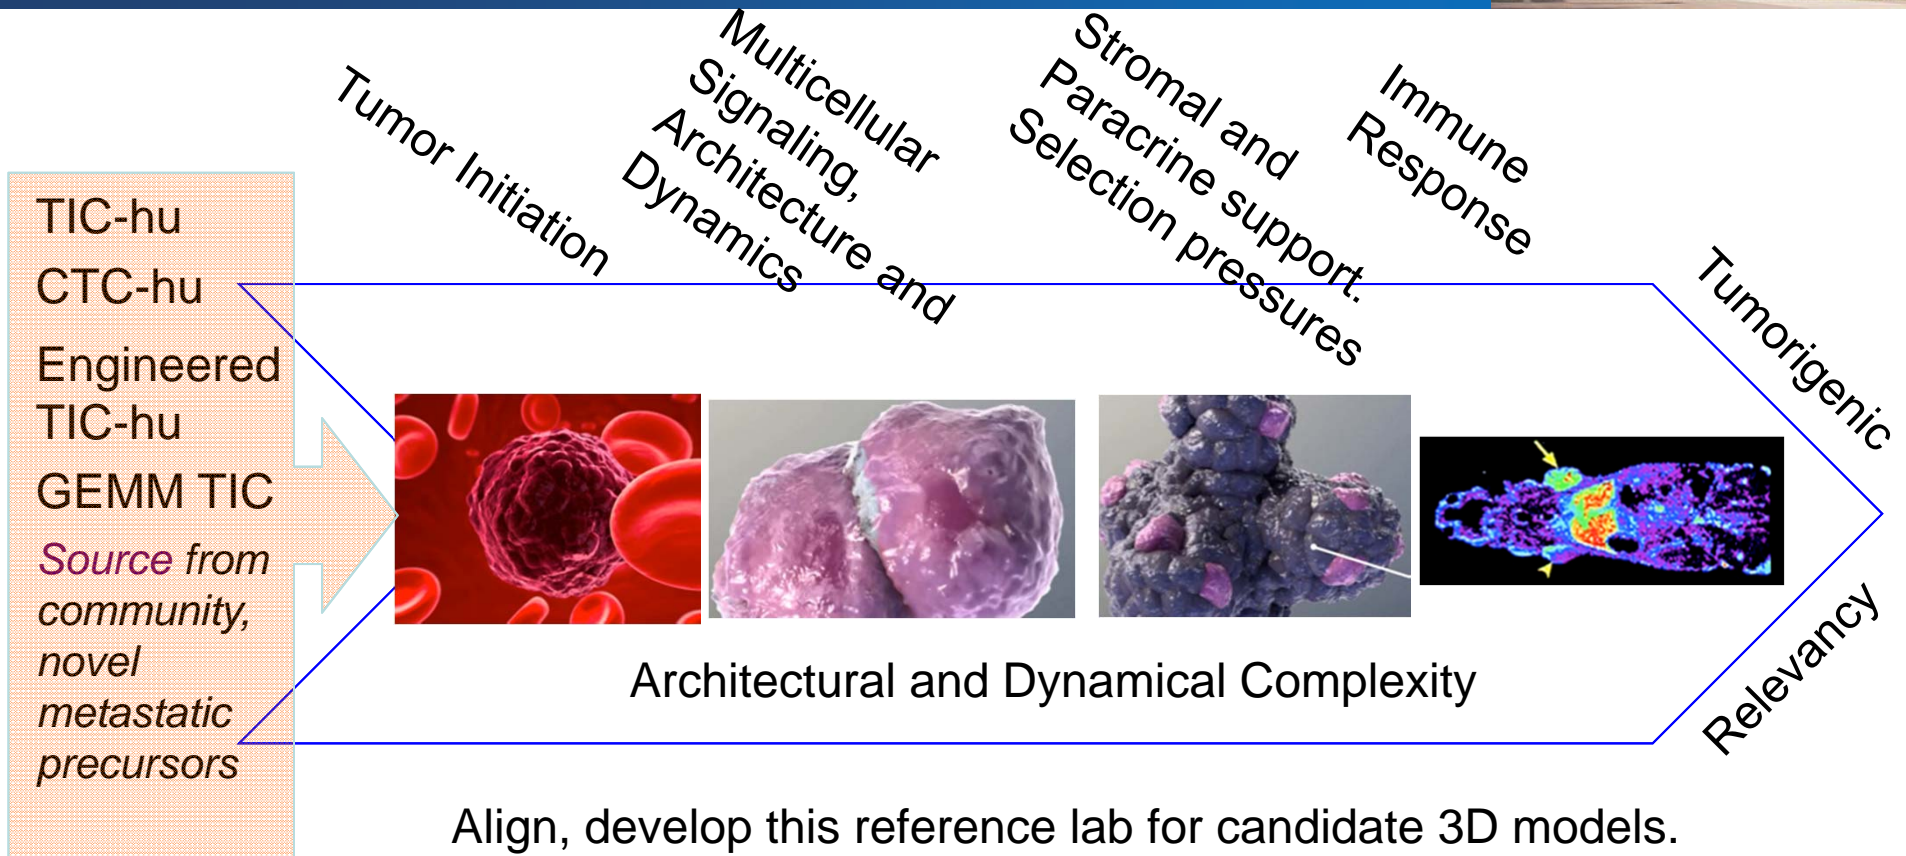 Tumor Initiation
Multicellular
Signaling,
Architecture and
Dynamics
Stromal and
Paracrine support.
Selection pressures
Immune
Response
TIC-hu
CTC-hu
Engineered
TIC-hu
GEMM TIC
Source from
community,
novel
metastatic
precursors
Tumorigenic
Relevancy
Architectural and Dynamical Complexity
Align, develop this reference lab for candidate 3D models.